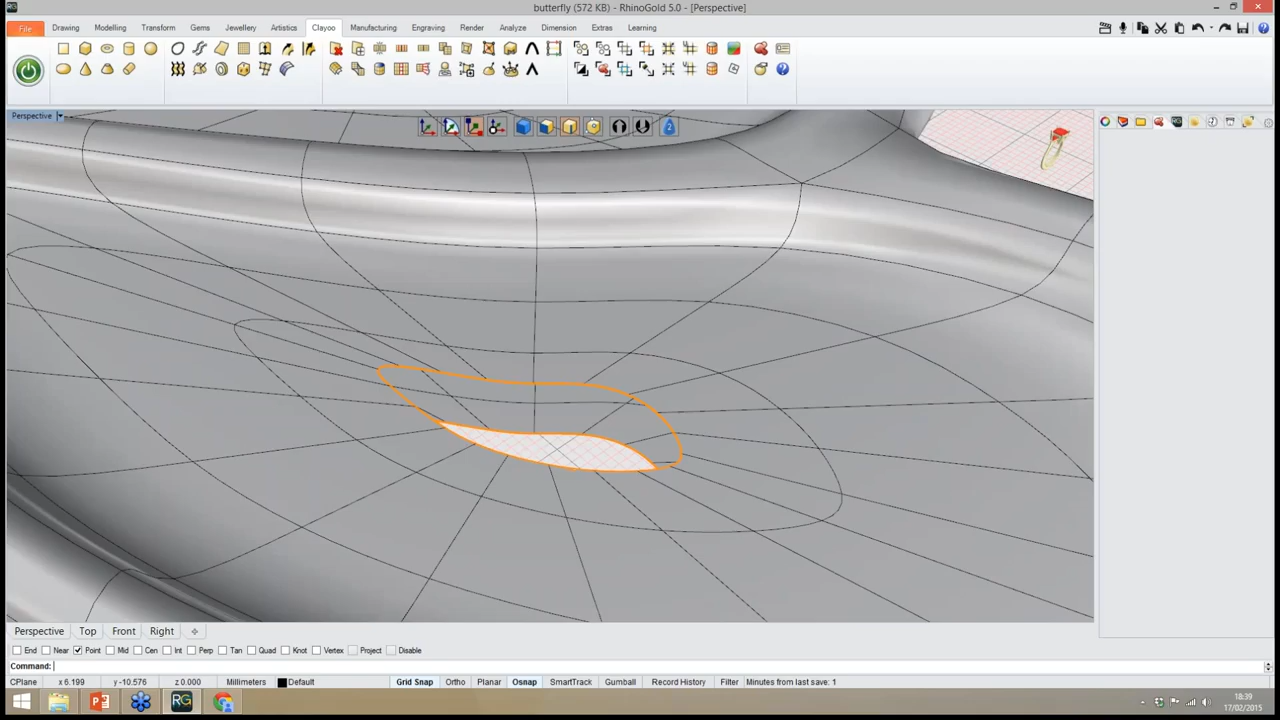 butterfly (572 KB) - RhinoGold 5.0 - [Perspective]
File Drawing Modelling Transform Gems Jewellery Artistics Clayoo Manufacturing Engraving Render Analyze Dimension Extras Learning
Perspective
2
Perspective Top Front Right
End Near Point Mid Cen Int Perp Tan Quad Knot Vertex Project Disable
Command:
CPlane x 6.199 y -10.576 z 0.000 Millimeters Default Grid Snap Ortho Planar Osnap SmartTrack Gumball Record History Filter Minutes from last save: 1
RG
18:39
17/02/2015